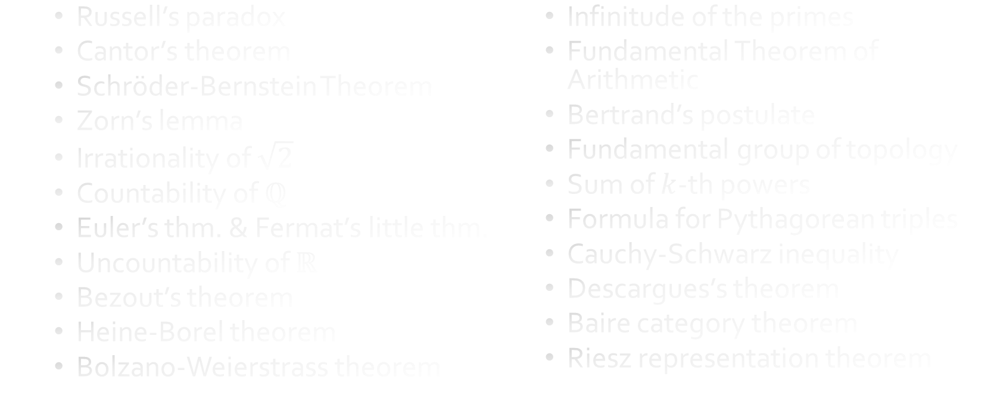 • Russell’s paradox
• Cantor’s theorem
• Schröder-Bernstein Theorem
• Zorn’s lemma
• Irrationality of √2
• Countability of ℚ
• Euler’s thm. & Fermat’s little thm.
• Uncountability of ℝ
• Bezout’s theorem
• Heine-Borel theorem
• Bolzano-Weierstrass theorem
• Infinitude of the primes
• Fundamental Theorem of
Arithmetic
• Bertrand’s postulate
• Fundamental group of topology
• Sum of k-th powers
• Formula for Pythagorean triples
• Cauchy-Schwarz inequality
• Descargues’s theorem
• Baire category theorem
• Riesz representation theorem